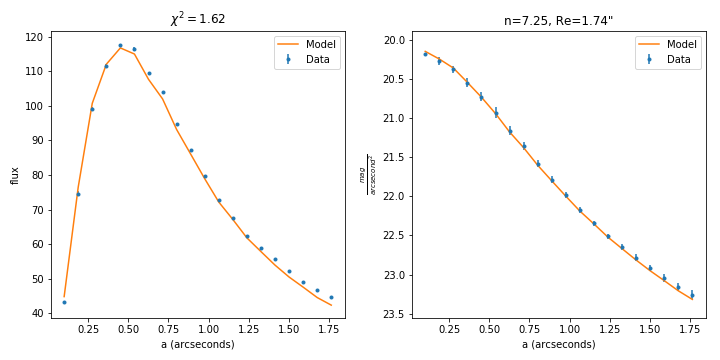 χ² = 1.62
120
110
100
90
80
70
60
50
40
flux
0.25 0.50 0.75 1.00 1.25 1.50 1.75
a (arcseconds)
Model
Data
n=7.25, Re=1.74"
20.0
20.5
21.0
21.5
22.0
22.5
23.0
23.5
mag
arcsecond²
0.25 0.50 0.75 1.00 1.25 1.50 1.75
a (arcseconds)
Model
Data